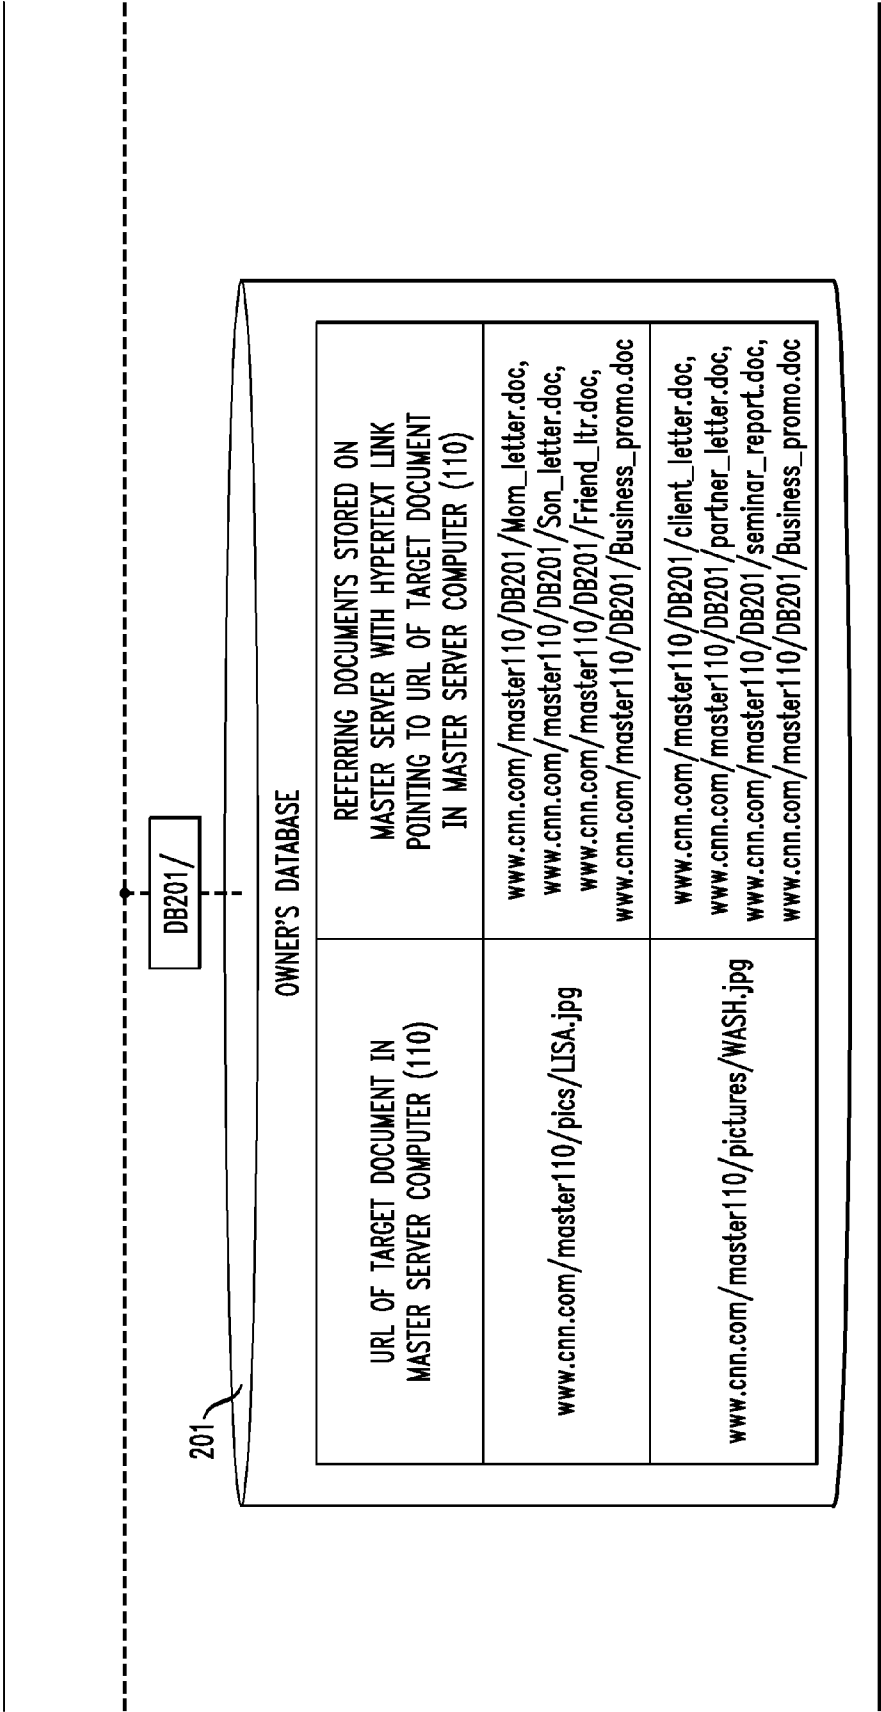 DB201/
201
OWNER'S DATABASE
URL OF TARGET DOCUMENT IN
MASTER SERVER COMPUTER (110)
REFERRING DOCUMENTS STORED ON
MASTER SERVER WITH HYPERTEXT LINK
POINTING TO URL OF TARGET DOCUMENT
IN MASTER SERVER COMPUTER (110)
www.cnn.com/master110/pics/LISA.jpg
www.cnn.com/master110/DB201/Mom_letter.doc,
www.cnn.com/master110/DB201/Son_letter.doc,
www.cnn.com/master110/DB201/Friend_ltr.doc,
www.cnn.com/master110/DB201/Business_promo.doc
www.cnn.com/master110/pictures/WASH.jpg
www.cnn.com/master110/DB201/client_letter.doc,
www.cnn.com/master110/DB201/partner_letter.doc,
www.cnn.com/master110/DB201/seminar_report.doc,
www.cnn.com/master110/DB201/Business_promo.doc